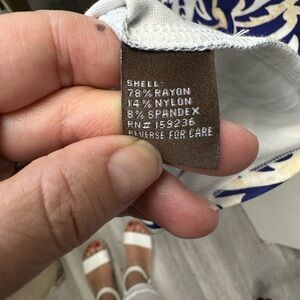 SHELL:
78% RAYON
14% NYLON
8% SPANDEX
RN# 159236
REVERSE FOR CARE